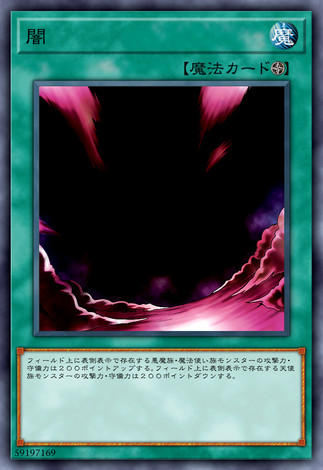 闇
魔
【魔法カード】
フィールド上に表側表示で存在する悪魔族・魔法使い族モンスターの攻撃力・
守備力は２００ポイントアップする。フィールド上に表側表示で存在する天使
族モンスターの攻撃力・守備力は２００ポイントダウンする。
59197169